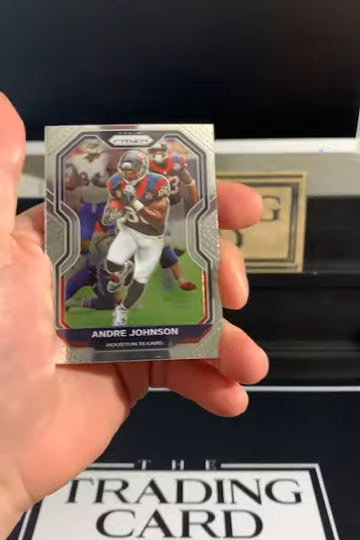 PRIZM
ANDRE JOHNSON
HOUSTON TEXANS
G
THE
TRADING
CARD